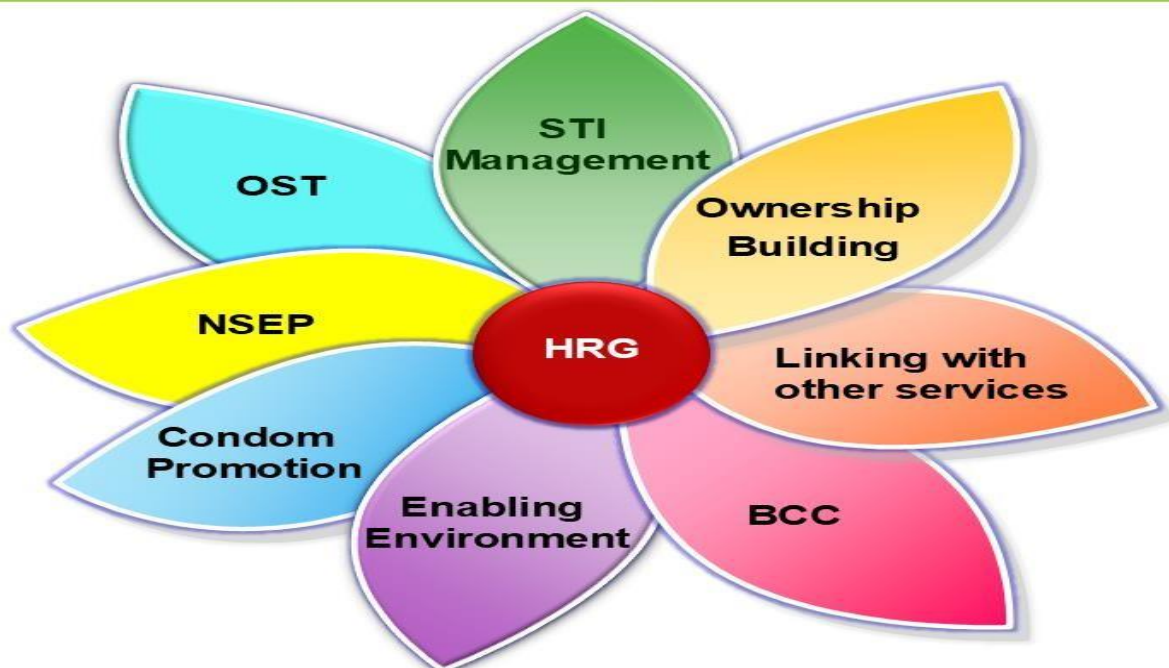 STI
Management
Ownership
Building
Linking with
other services
BCC
Enabling
Environment
Condom
Promotion
NSEP
OST
HRG